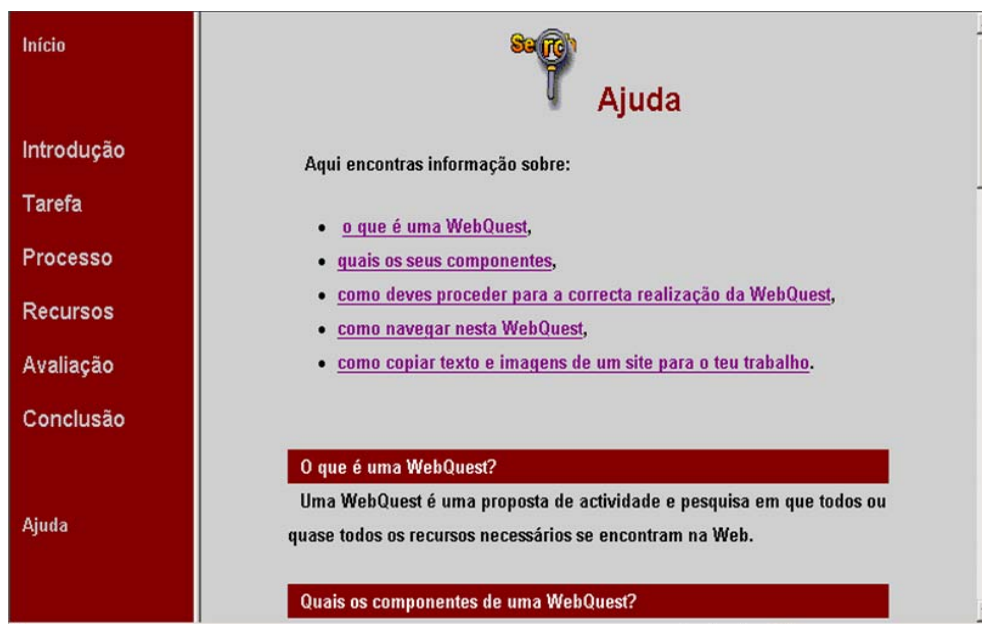 Início
Introdução
Tarefa
Processo
Recursos
Avaliação
Conclusão
Ajuda
Search
Ajuda
Aqui encontras informação sobre:
o que é uma WebQuest,
quais os seus componentes,
como deves proceder para a correcta realização da WebQuest,
como navegar nesta WebQuest,
como copiar texto e imagens de um site para o teu trabalho.
O que é uma WebQuest?
Uma WebQuest é uma proposta de actividade e pesquisa em que todos ou
quase todos os recursos necessários se encontram na Web.
Quais os componentes de uma WebQuest?